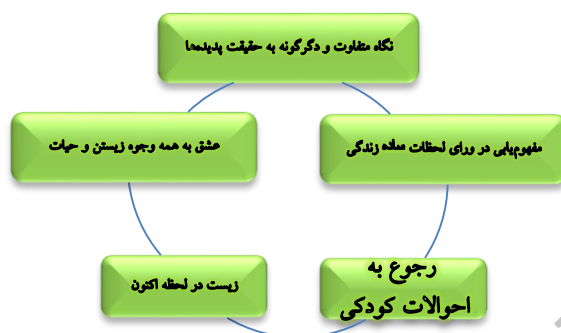 نگاه متفاوت و دگرگونه به حقیقت پدیده‌ها
مفهوم‌یابی در ورای لحظات ساده زندگی
عشق به همه وجوه زیستن و حیات
رجوع به
احوالات کودکی
زیست در لحظه اکنون